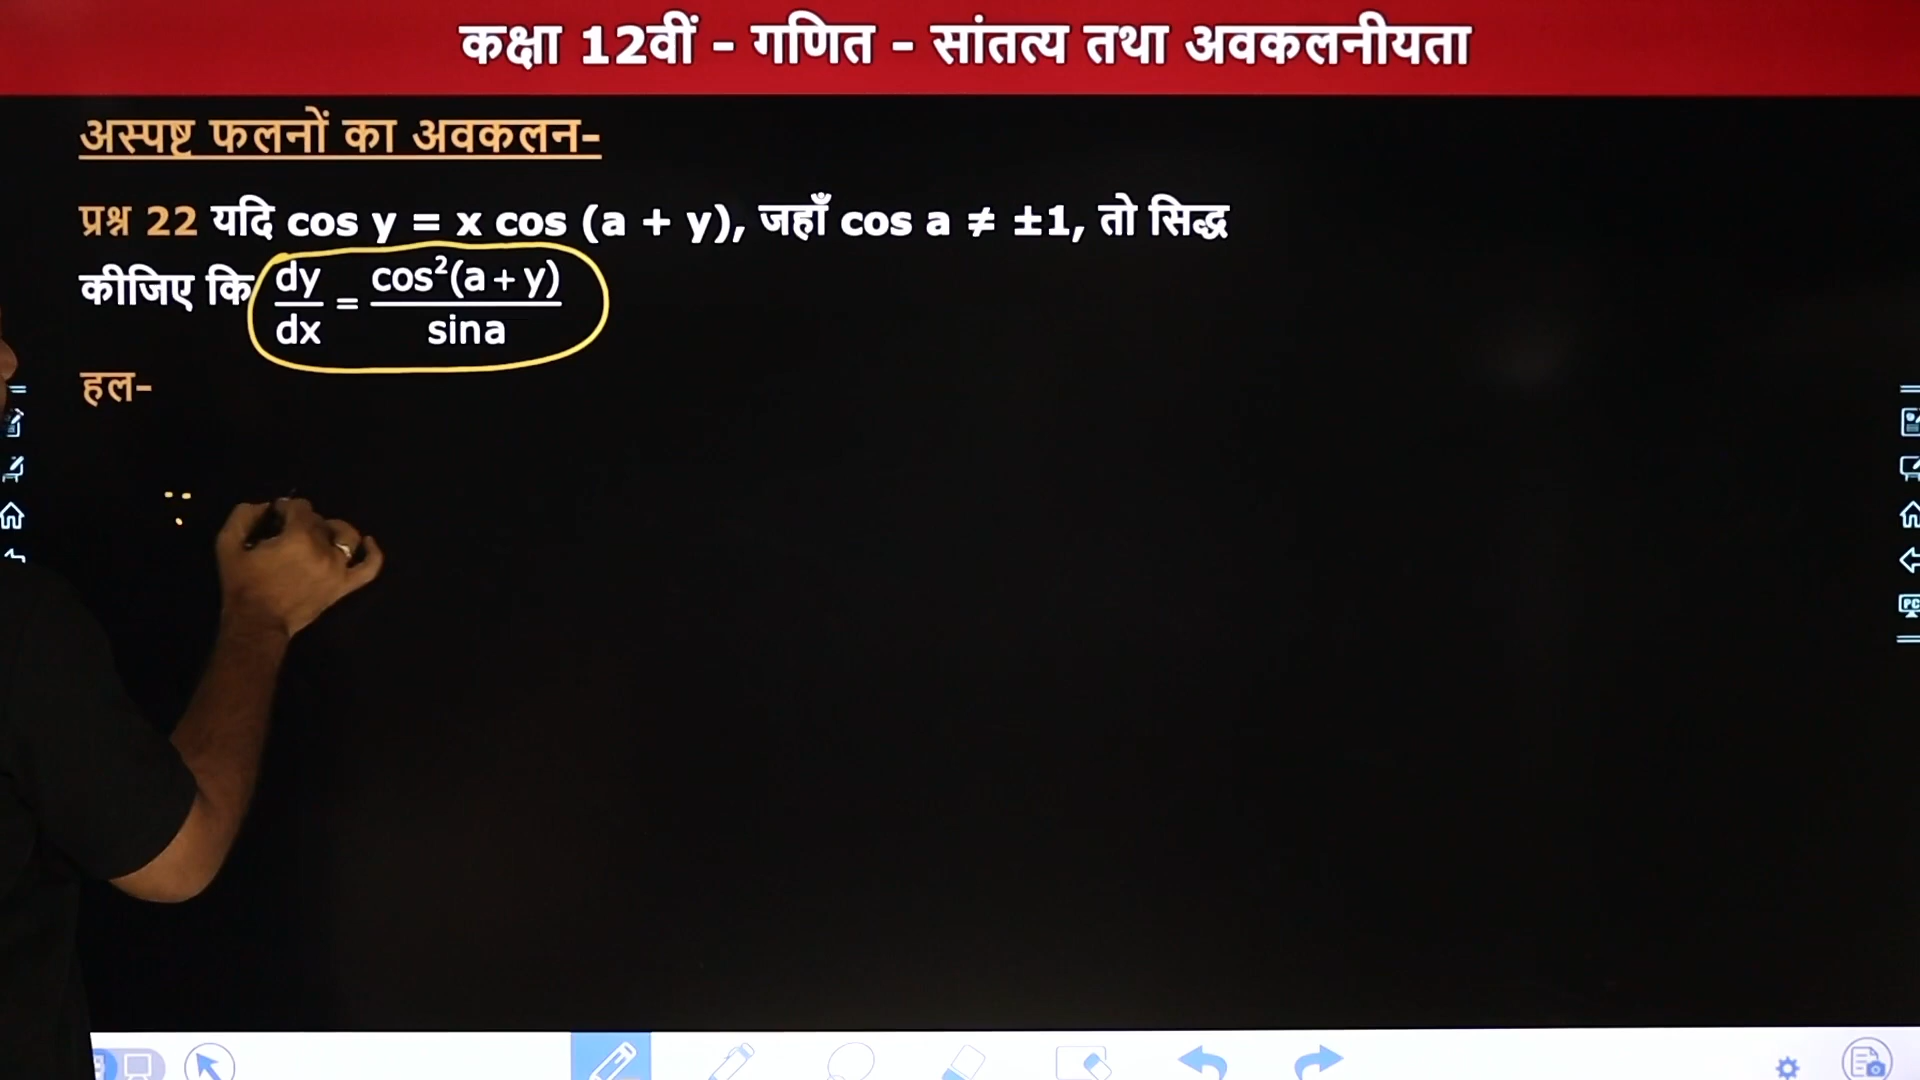 कक्षा 12वीं - गणित - सांतत्य तथा अवकलनीयता
अस्पष्ट फलनों का अवकलन-
प्रश्न 22 यदि cos y = x cos (a + y), जहाँ cos a ≠ ±1, तो सिद्ध
कीजिए कि dy/dx = cos²(a+y)/sina
हल-
∵
PC